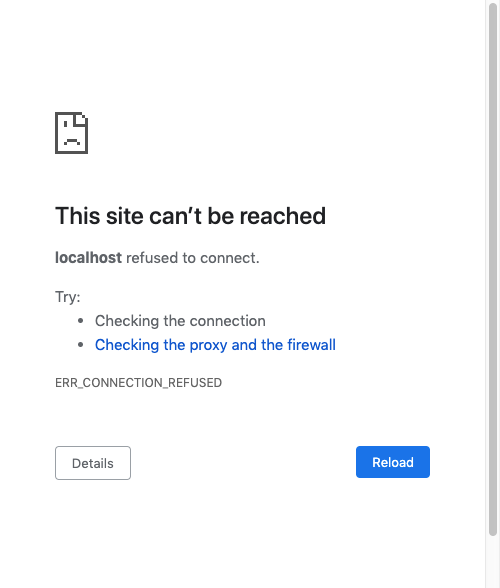 This site can’t be reached
localhost refused to connect.
Try:
• Checking the connection
• Checking the proxy and the firewall
ERR_CONNECTION_REFUSED
Details
Reload